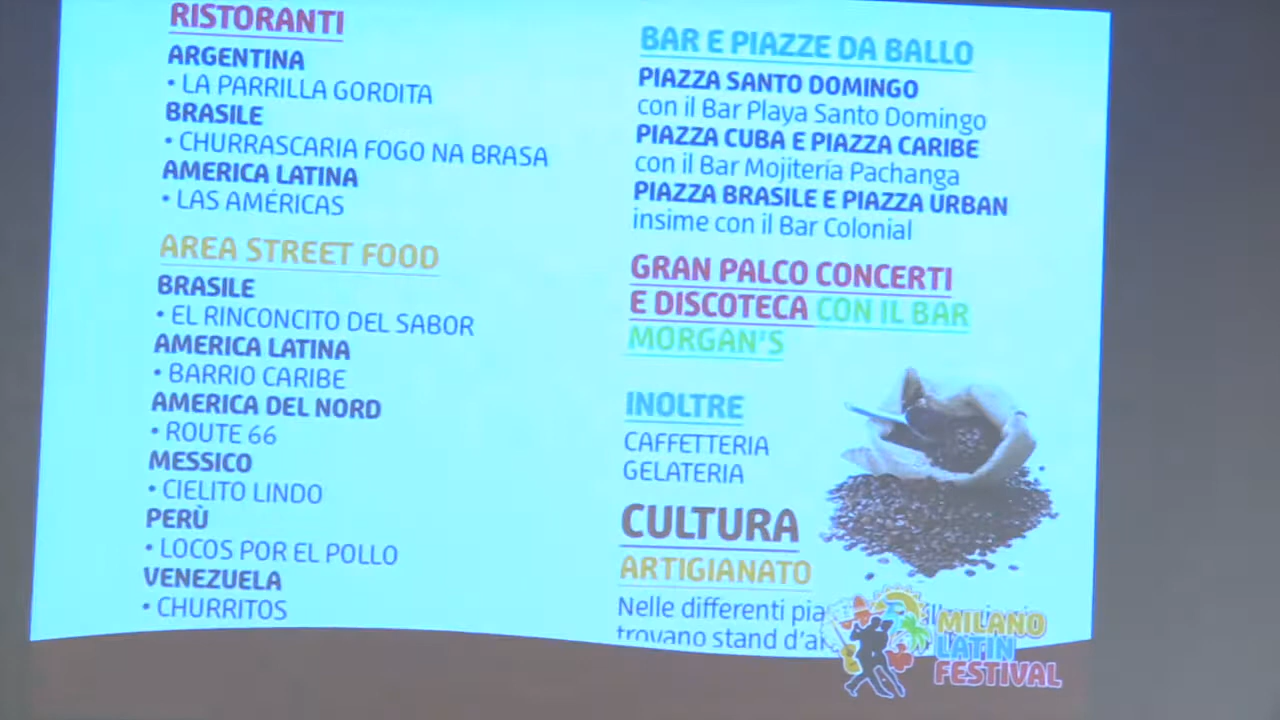 RISTORANTI
ARGENTINA
• LA PARRILLA GORDITA
BRASILE
• CHURRASCARIA FOGO NA BRASA
AMERICA LATINA
• LAS AMÉRICAS
AREA STREET FOOD
BRASILE
• EL RINCONCITO DEL SABOR
AMERICA LATINA
• BARRIO CARIBE
AMERICA DEL NORD
• ROUTE 66
MESSICO
• CIELITO LINDO
PERÙ
• LOCOS POR EL POLLO
VENEZUELA
• CHURRITOS
BAR E PIAZZE DA BALLO
PIAZZA SANTO DOMINGO
con il Bar Playa Santo Domingo
PIAZZA CUBA E PIAZZA CARIBE
con il Bar Mojitería Pachanga
PIAZZA BRASILE E PIAZZA URBAN
insime con il Bar Colonial
GRAN PALCO CONCERTI
E DISCOTECA CON IL BAR
MORGAN'S
INOLTRE
CAFFETTERIA
GELATERIA
CULTURA
ARTIGIANATO
Nelle differenti
trovano stand
MILANO
LATIN
FESTIVAL